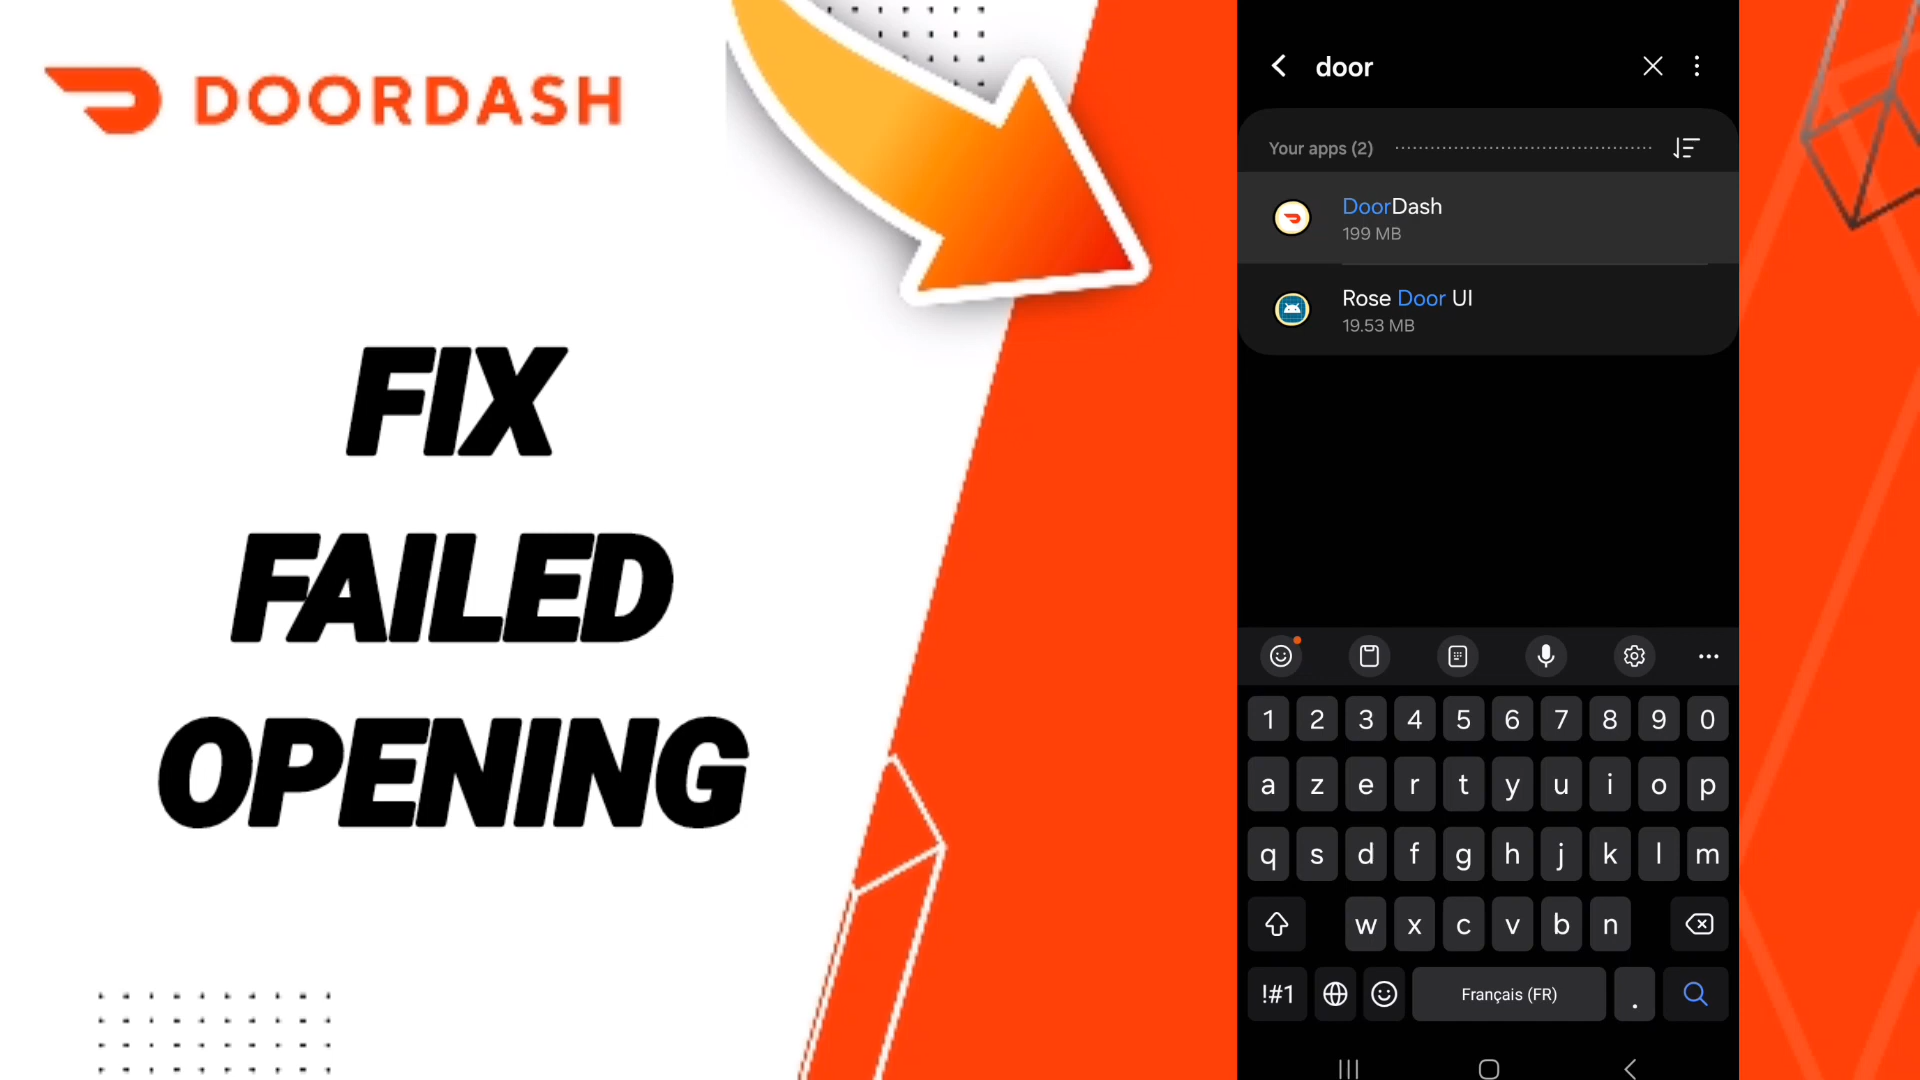 DOORDASH
FIX
FAILED
OPENING
door
Your apps (2)
DoorDash
199 MB
Rose Door UI
19.53 MB
1 2 3 4 5 6 7 8 9 0
a z e r t y u i o p
q s d f g h j k l m
w x c v b n
!#1 Français (FR) .